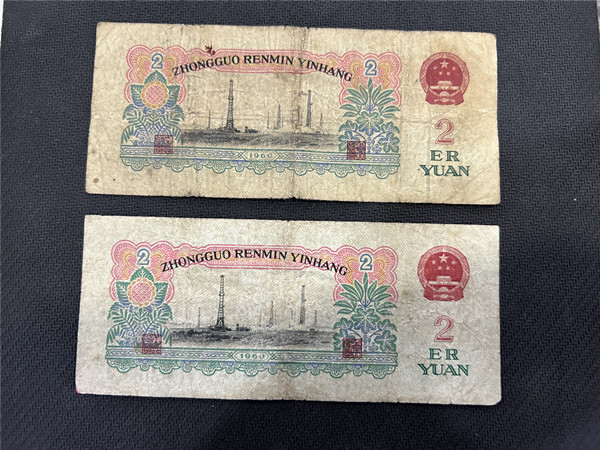 2 2
ZHONGGUO RENMIN YINHANG
1960
2
ER
YUAN
2 2
ZHONGGUO RENMIN YINHANG
1960
2
ER
YUAN